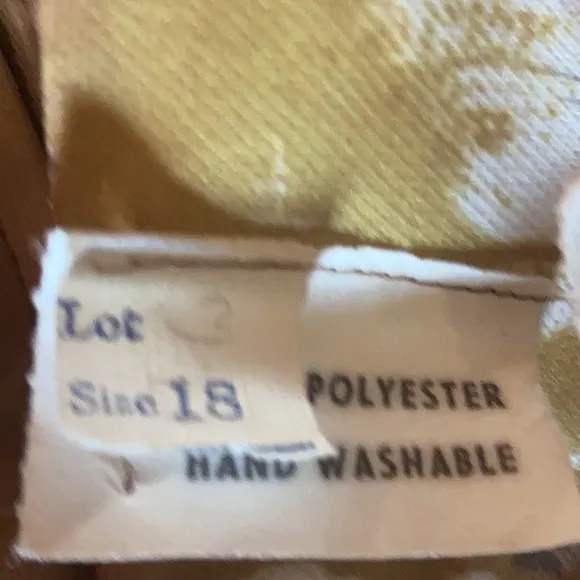 Lot
Size 18
POLYESTER
HAND WASHABLE